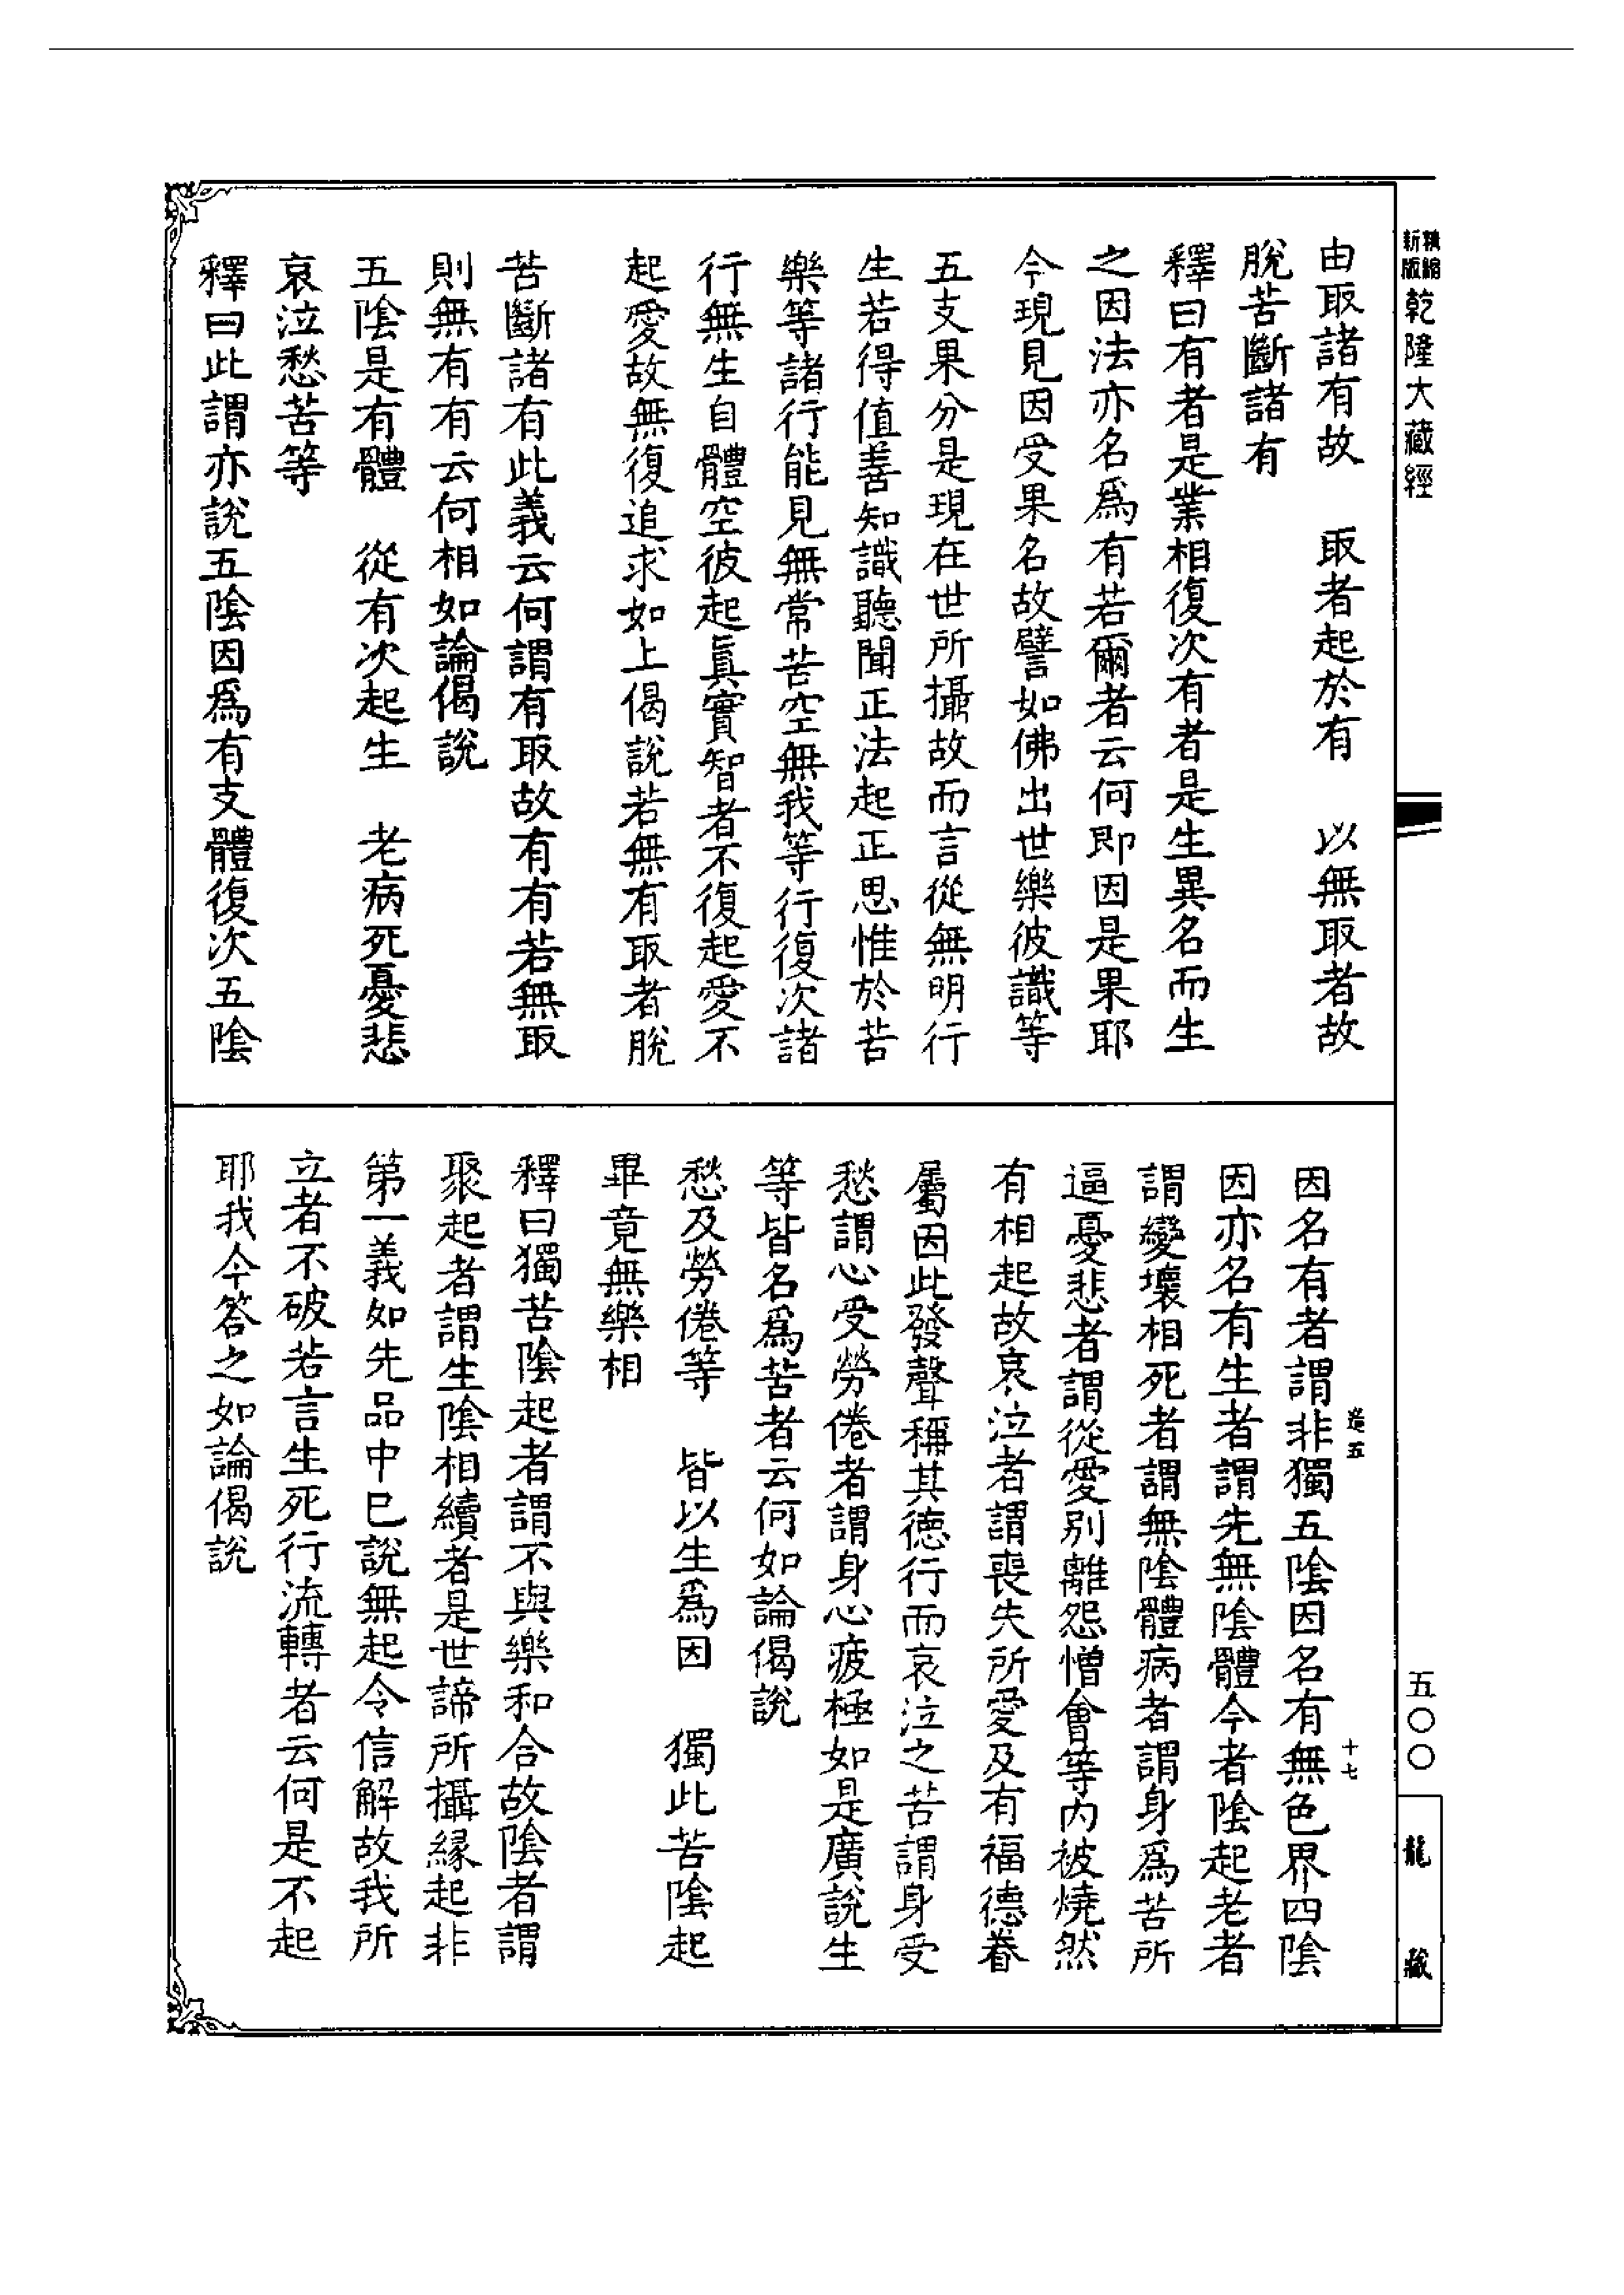 精縮新版乾隆大藏經
由取諸有故　取者起於有　以無取者故
脫苦斷諸有
釋曰有者是業相復次有者是生異名而生
之因法亦名爲有若爾者云何即因是果耶
今現見因受果名故譬如佛出世樂彼識等
五支果分是現在世所攝故而言從無明行
生若得值善知識聽聞正法起正思惟於苦
樂等諸行能見無常苦空無我等行復次諸
行無生自體空彼起眞實智者不復起愛不
起愛故無復追求如上偈說若無有取者脫
苦斷諸有此義云何謂有取故有有若無取
則無有有云何相如論偈說
五陰是有體　從有次起生　老病死憂悲
哀泣愁苦等
釋曰此謂亦說五陰因爲有支體復次五陰
因名有者謂非獨五陰因名有無色界四陰
因亦名有生者謂先無陰體今者陰起老者
謂變壞相死者謂無陰體病者謂身爲苦所
逼憂悲者謂從愛別離怨憎會等內被燒然
有相起故哀泣者謂喪失所愛及有福德眷
屬因此發聲稱其德行而哀泣之苦謂身受
愁謂心受勞倦者謂身心疲極如是廣說生
等皆名爲苦者云何如論偈說
愁及勞倦等　皆以生爲因　獨此苦陰起
畢竟無樂相
釋曰獨苦陰起者謂不與樂和合故陰者謂
聚起者謂生陰相續者是世諦所攝緣起非
第一義如先品中已說無起令信解故我所
立者不破若言生死行流轉者云何是不起
耶我今答之如論偈說
五
十七
五〇〇
龍藏